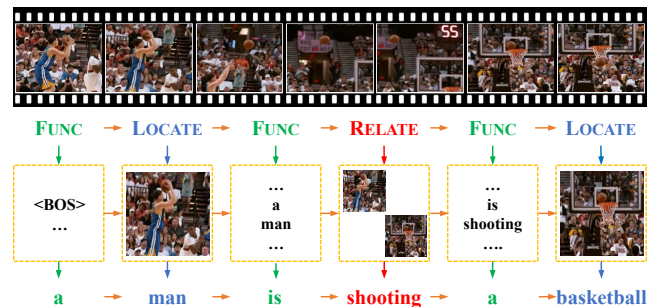 55
FUNC → LOCATE → FUNC → RELATE → FUNC → LOCATE
<BOS>
…
…
a
man
…
…
is
shooting
….
a → man → is → shooting → a → basketball